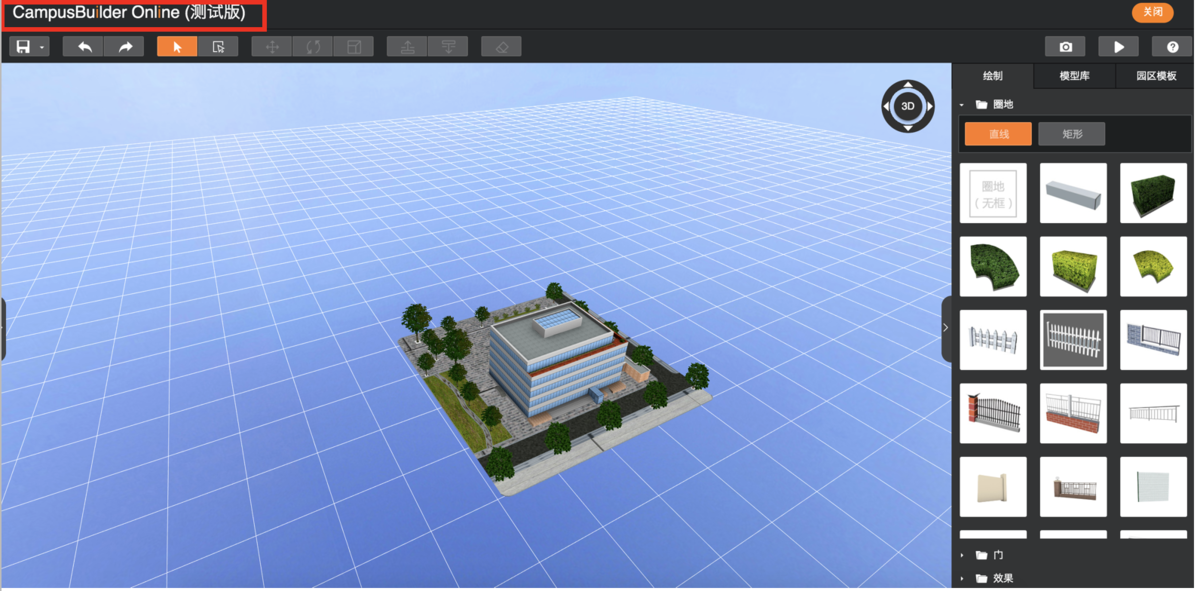 CampusBuilder Online (测试版)
关闭
3D
绘制
模型库
园区模板
圈地
直线
矩形
圈地
（无框）
门
效果